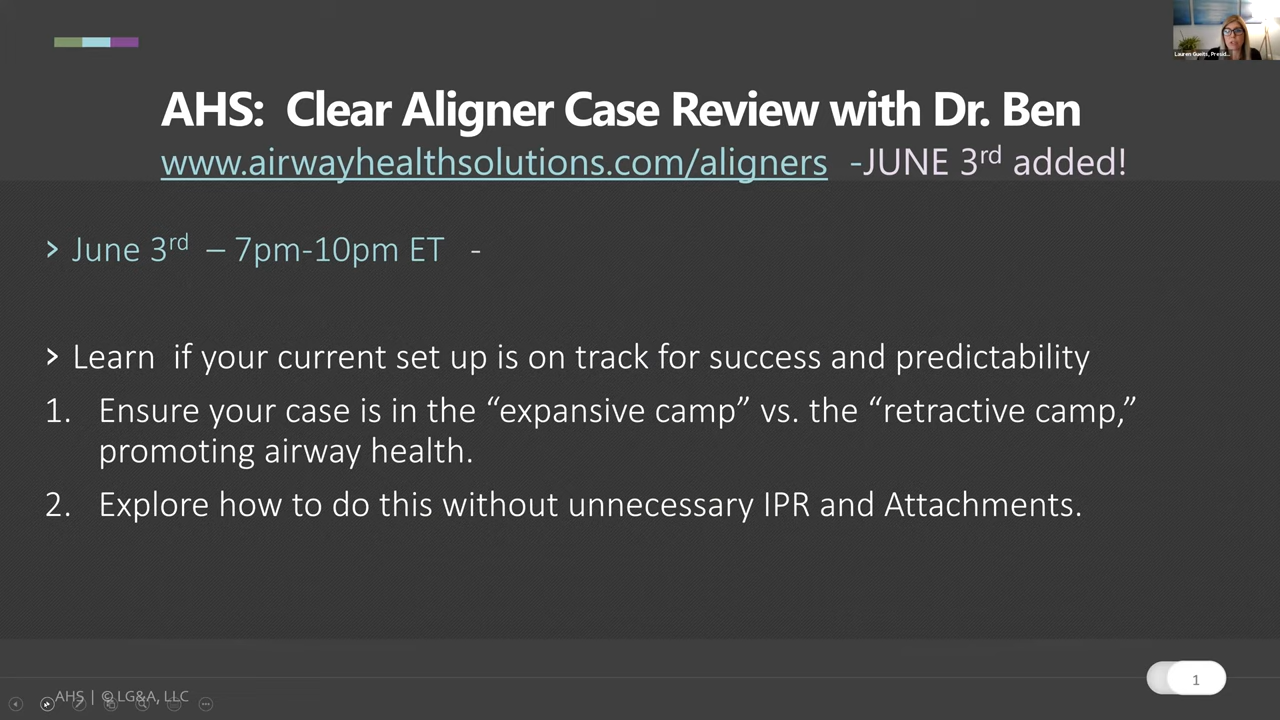 Lauren Gueits, Presid...
AHS: Clear Aligner Case Review with Dr. Ben
www.airwayhealthsolutions.com/aligners -JUNE 3rd added!
> June 3rd – 7pm-10pm ET -
> Learn if your current set up is on track for success and predictability
1. Ensure your case is in the “expansive camp” vs. the “retractive camp,”
promoting airway health.
2. Explore how to do this without unnecessary IPR and Attachments.
AHS | © LG&A, LLC
1